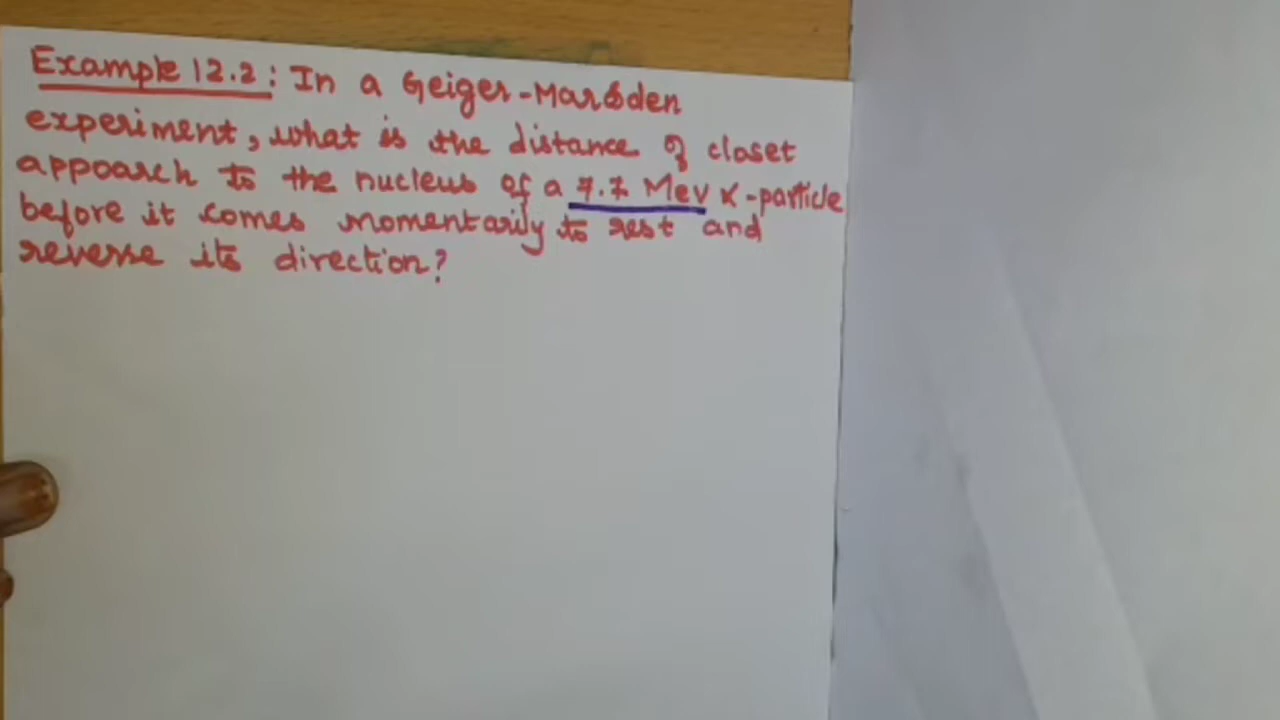 Example 12.2: In a Geiger-Marsden
experiment, what is the distance of closet
appoarch to the nucleus of a 7.7 Mev α-particle
before it comes momentarily to rest and
reverse its direction?